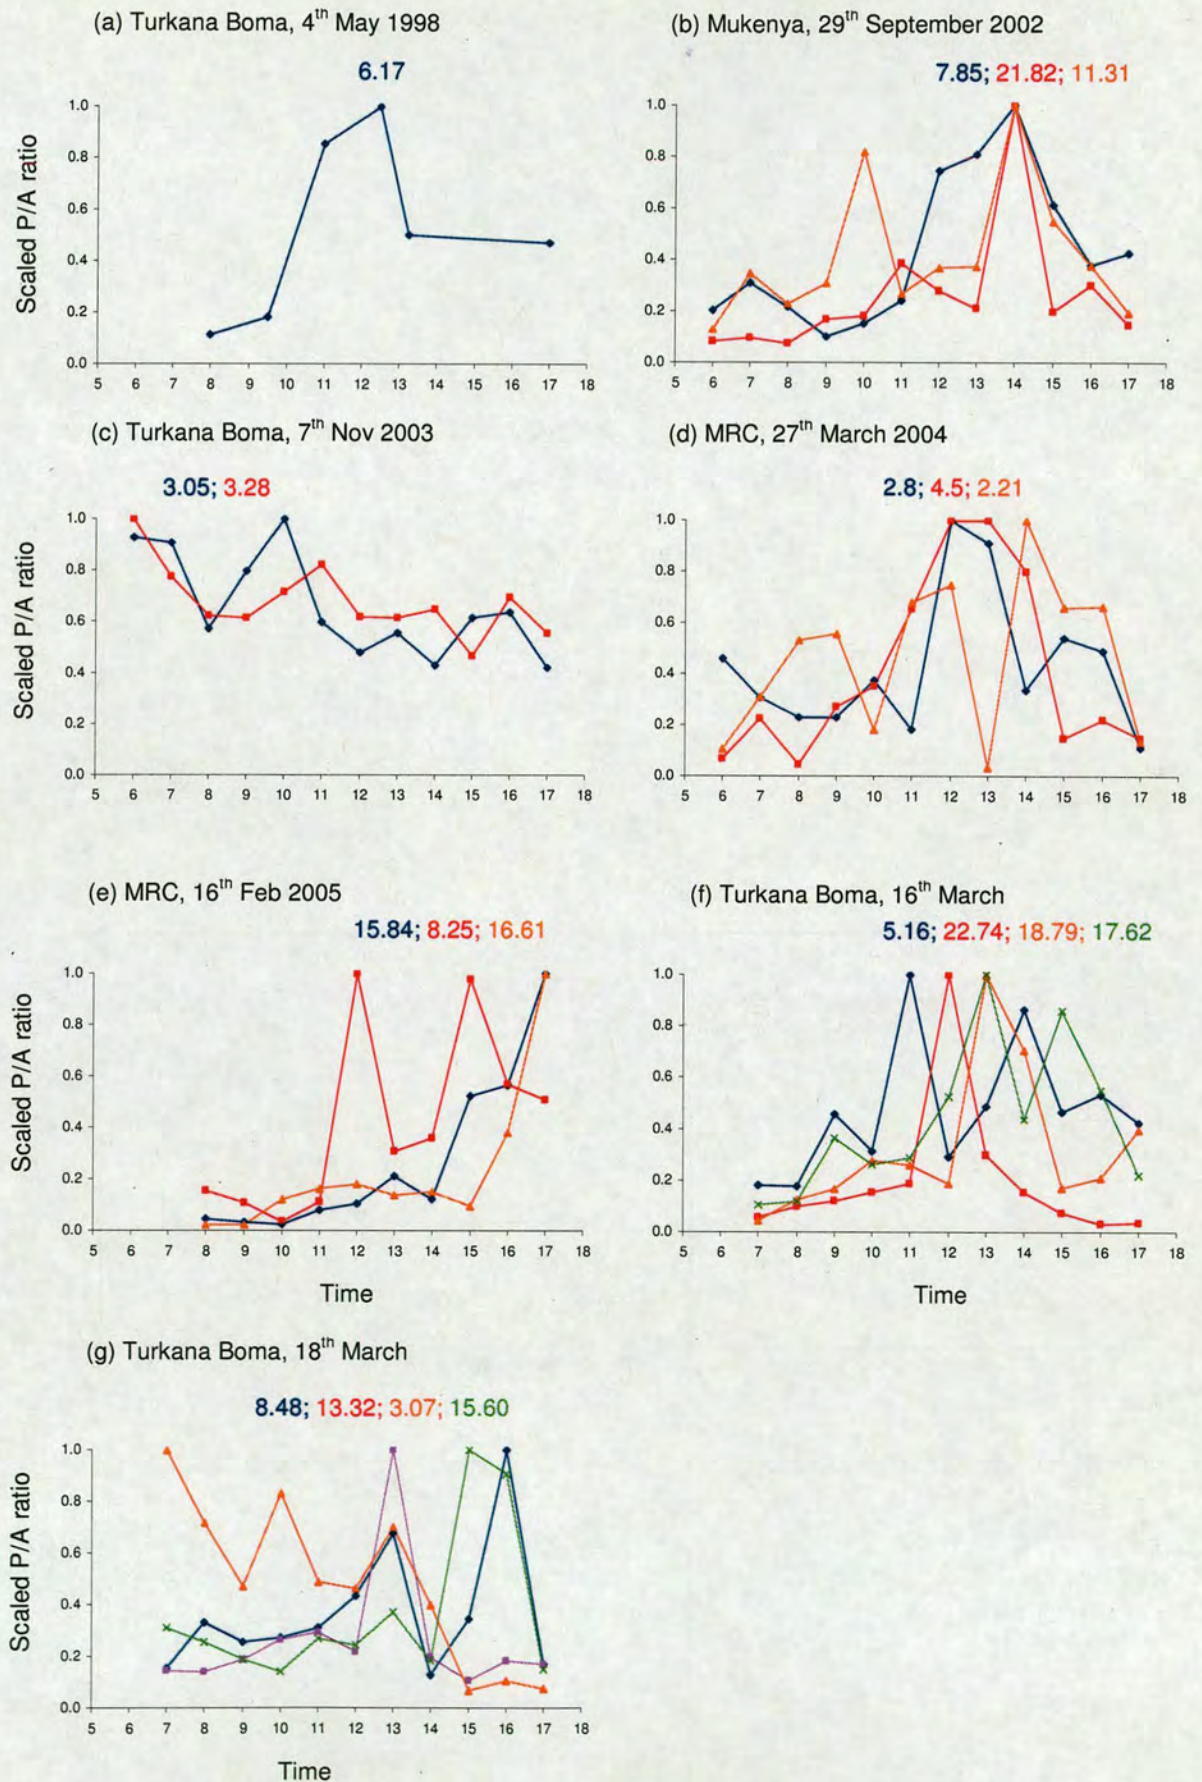 (a) Turkana Boma, 4th May 1998
6.17
Scaled P/A ratio
1.0
0.8
0.6
0.4
0.2
0.0
5 6 7 8 9 10 11 12 13 14 15 16 17 18
(b) Mukenya, 29th September 2002
7.85; 21.82; 11.31
1.0
0.8
0.6
0.4
0.2
0.0
5 6 7 8 9 10 11 12 13 14 15 16 17 18
(c) Turkana Boma, 7th Nov 2003
3.05; 3.28
Scaled P/A ratio
1.0
0.8
0.6
0.4
0.2
0.0
5 6 7 8 9 10 11 12 13 14 15 16 17 18
(d) MRC, 27th March 2004
2.8; 4.5; 2.21
1.0
0.8
0.6
0.4
0.2
0.0
5 6 7 8 9 10 11 12 13 14 15 16 17 18
(e) MRC, 16th Feb 2005
15.84; 8.25; 16.61
Scaled P/A ratio
1.0
0.8
0.6
0.4
0.2
0.0
5 6 7 8 9 10 11 12 13 14 15 16 17 18
Time
(f) Turkana Boma, 16th March
5.16; 22.74; 18.79; 17.62
1.0
0.8
0.6
0.4
0.2
0.0
5 6 7 8 9 10 11 12 13 14 15 16 17 18
Time
(g) Turkana Boma, 18th March
8.48; 13.32; 3.07; 15.60
Scaled P/A ratio
1.0
0.8
0.6
0.4
0.2
0.0
5 6 7 8 9 10 11 12 13 14 15 16 17 18
Time